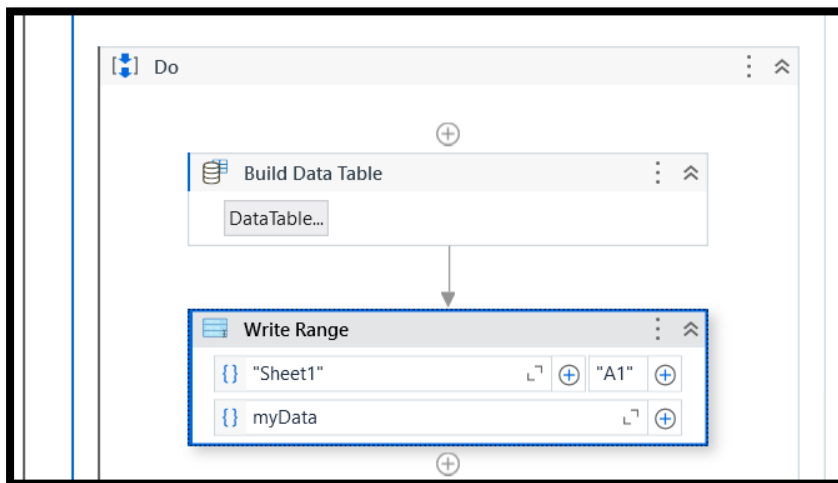 Do
Build Data Table
DataTable...
Write Range
{} "Sheet1" "A1"
{} myData